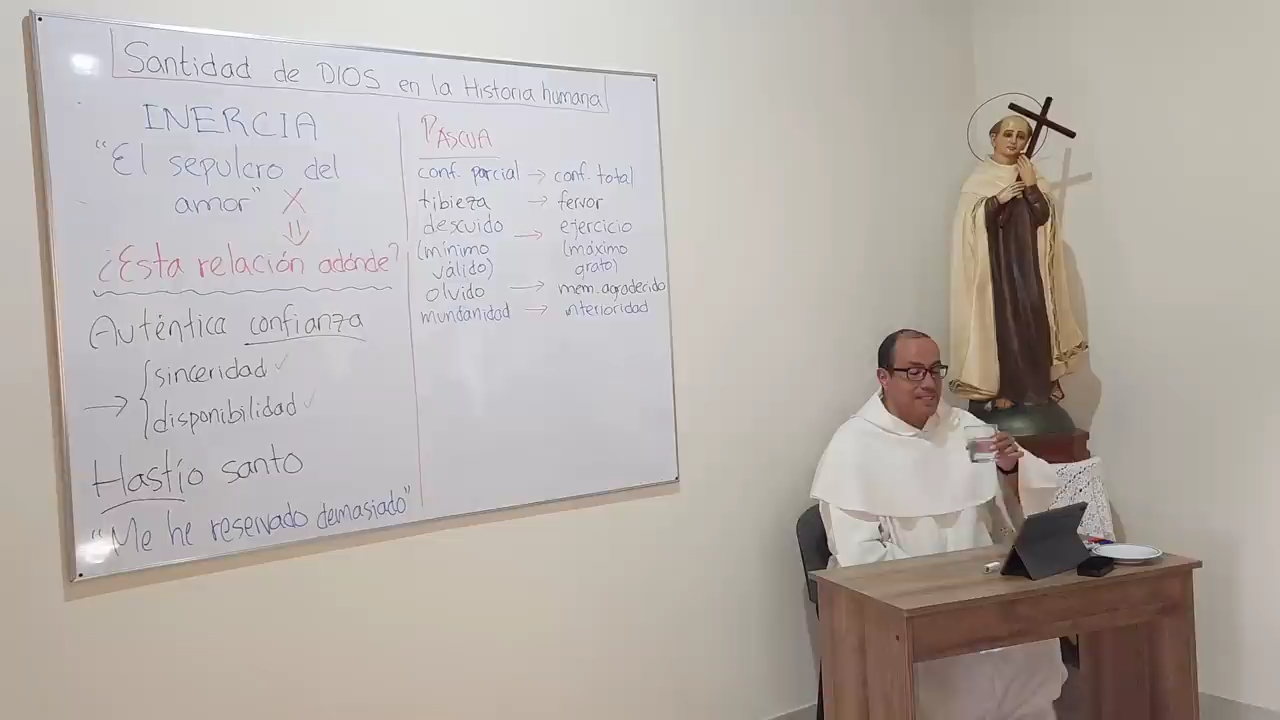 Santidad de DIOS en la Historia humana
INERCIA
"El sepulcro del
amor" X
¿Esta relación adónde?
Auténtica confianza
→ { sinceridad ✓
disponibilidad ✓
Hastío santo
"Me he reservado demasiado"
PASCUA
conf. parcial → conf. total
tibieza → fervor
descuido → ejercicio
(mínimo (máximo
válido) grato)
olvido → mem. agradecido
mundanidad → interioridad